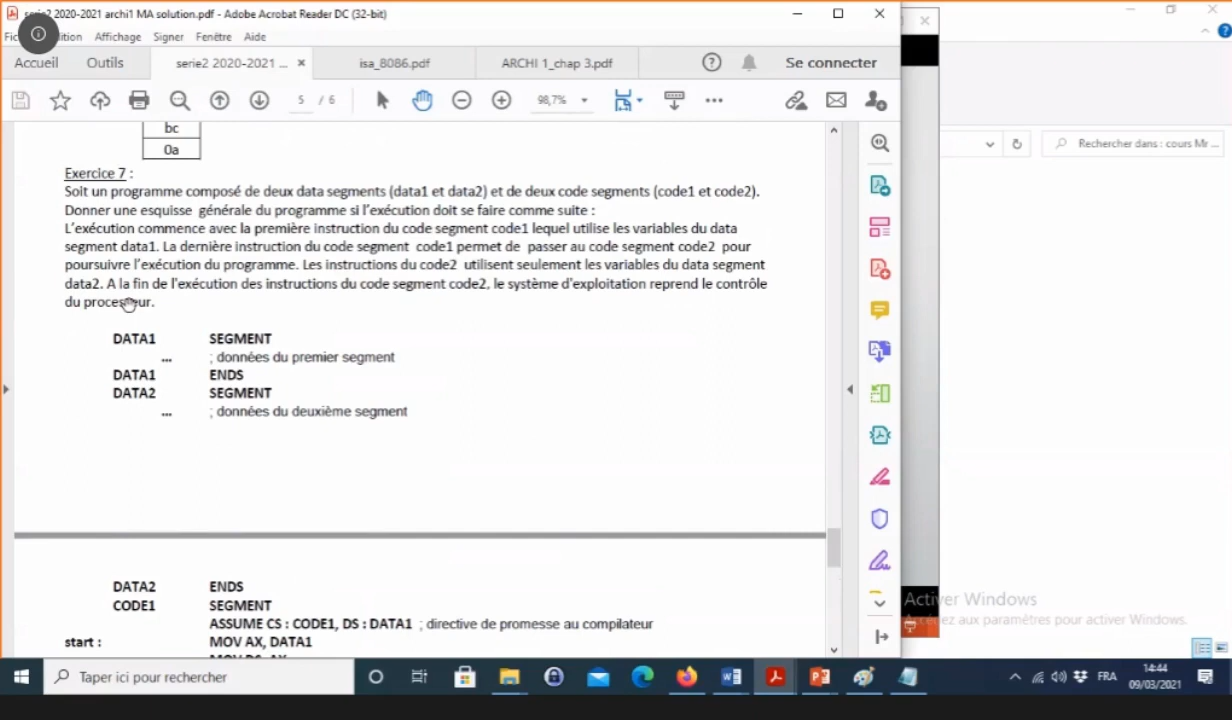 serie2 2020-2021 archi1 MA solution.pdf - Adobe Acrobat Reader DC (32-bit)
Affichage Signer Fenêtre Aide
Accueil Outils serie2 2020-2021 ... × isa_8086.pdf ARCHI 1_chap 3.pdf Se connecter
5 / 6 98,7%
Rechercher dans : cours Mr ...
bc
0a
Exercice 7 :
Soit un programme composé de deux data segments (data1 et data2) et de deux code segments (code1 et code2).
Donner une esquisse générale du programme si l'exécution doit se faire comme suite :
L'exécution commence avec la première instruction du code segment code1 lequel utilise les variables du data
segment data1. La dernière instruction du code segment code1 permet de passer au code segment code2 pour
poursuivre l'exécution du programme. Les instructions du code2 utilisent seulement les variables du data segment
data2. A la fin de l'exécution des instructions du code segment code2, le système d'exploitation reprend le contrôle
du processeur.
DATA1 SEGMENT
... ; données du premier segment
DATA1 ENDS
DATA2 SEGMENT
... ; données du deuxième segment
DATA2 ENDS
CODE1 SEGMENT
ASSUME CS : CODE1, DS : DATA1 ; directive de promesse au compilateur
start : MOV AX, DATA1
MOV DS, AX
Activer Windows
Accédez aux paramètres pour activer Windows.
Taper ici pour rechercher
FRA
14:44
09/03/2021